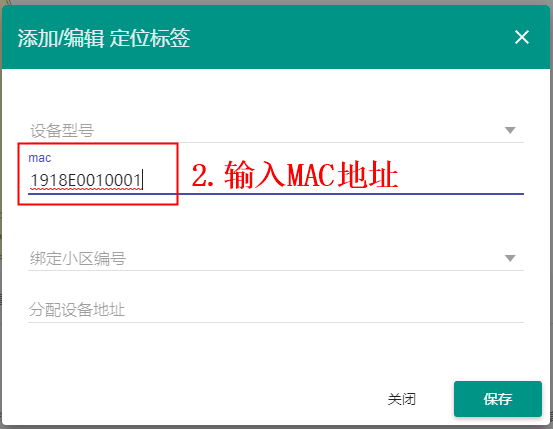 添加/编辑 定位标签
设备型号
mac
1918E0010001
2.输入MAC地址
绑定小区编号
分配设备地址
关闭
保存